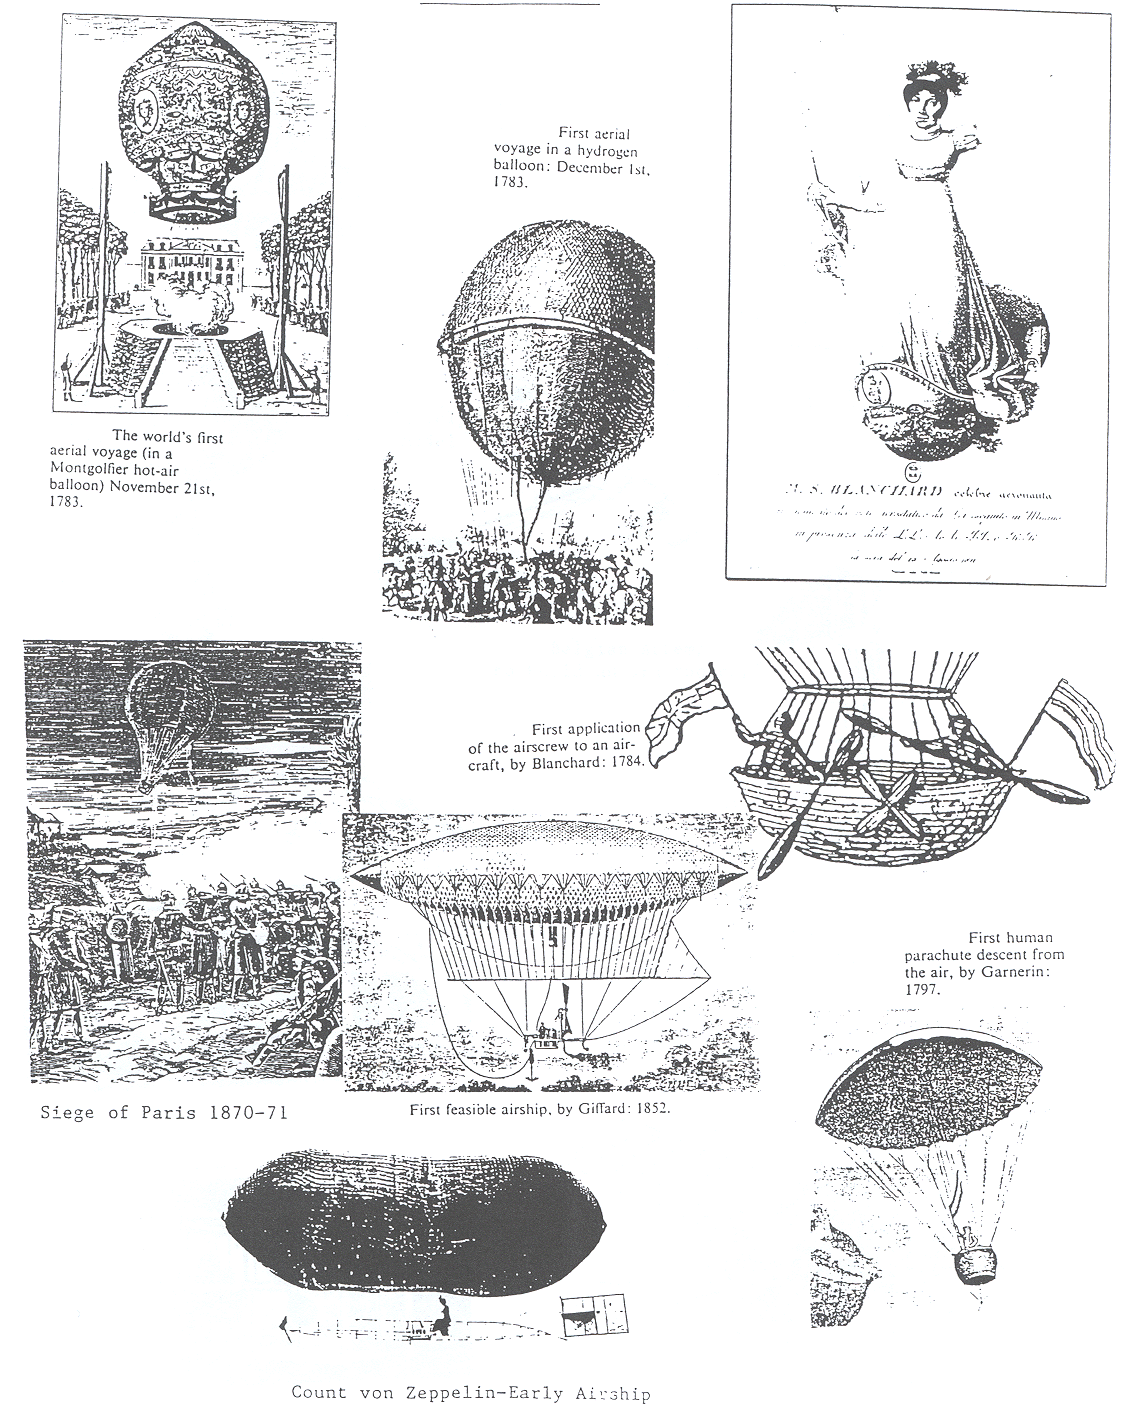 First aerial
voyage in a hydrogen
balloon: December 1st,
1783.
The world's first
aerial voyage (in a
Montgolfier hot-air
balloon) November 21st,
1783.
S. BLANCHARD celebre aeronauta
in presenza delle
First application
of the airscrew to an air-
craft, by Blanchard: 1784.
First human
parachute descent from
the air, by Garnerin:
1797.
Siege of Paris 1870-71
First feasible airship, by Giffard: 1852.
Count von Zeppelin-Early Airship